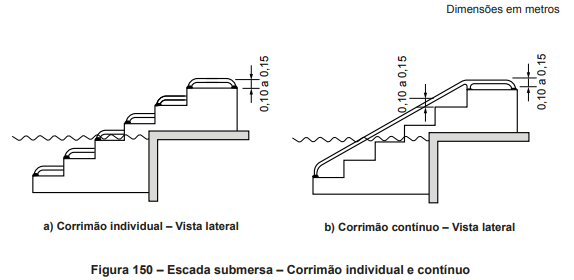 Dimensões em metros
0,10 a 0,15
0,10 a 0,15
0,10 a 0,15
a) Corrimão individual – Vista lateral
b) Corrimão contínuo – Vista lateral
Figura 150 – Escada submersa – Corrimão individual e contínuo